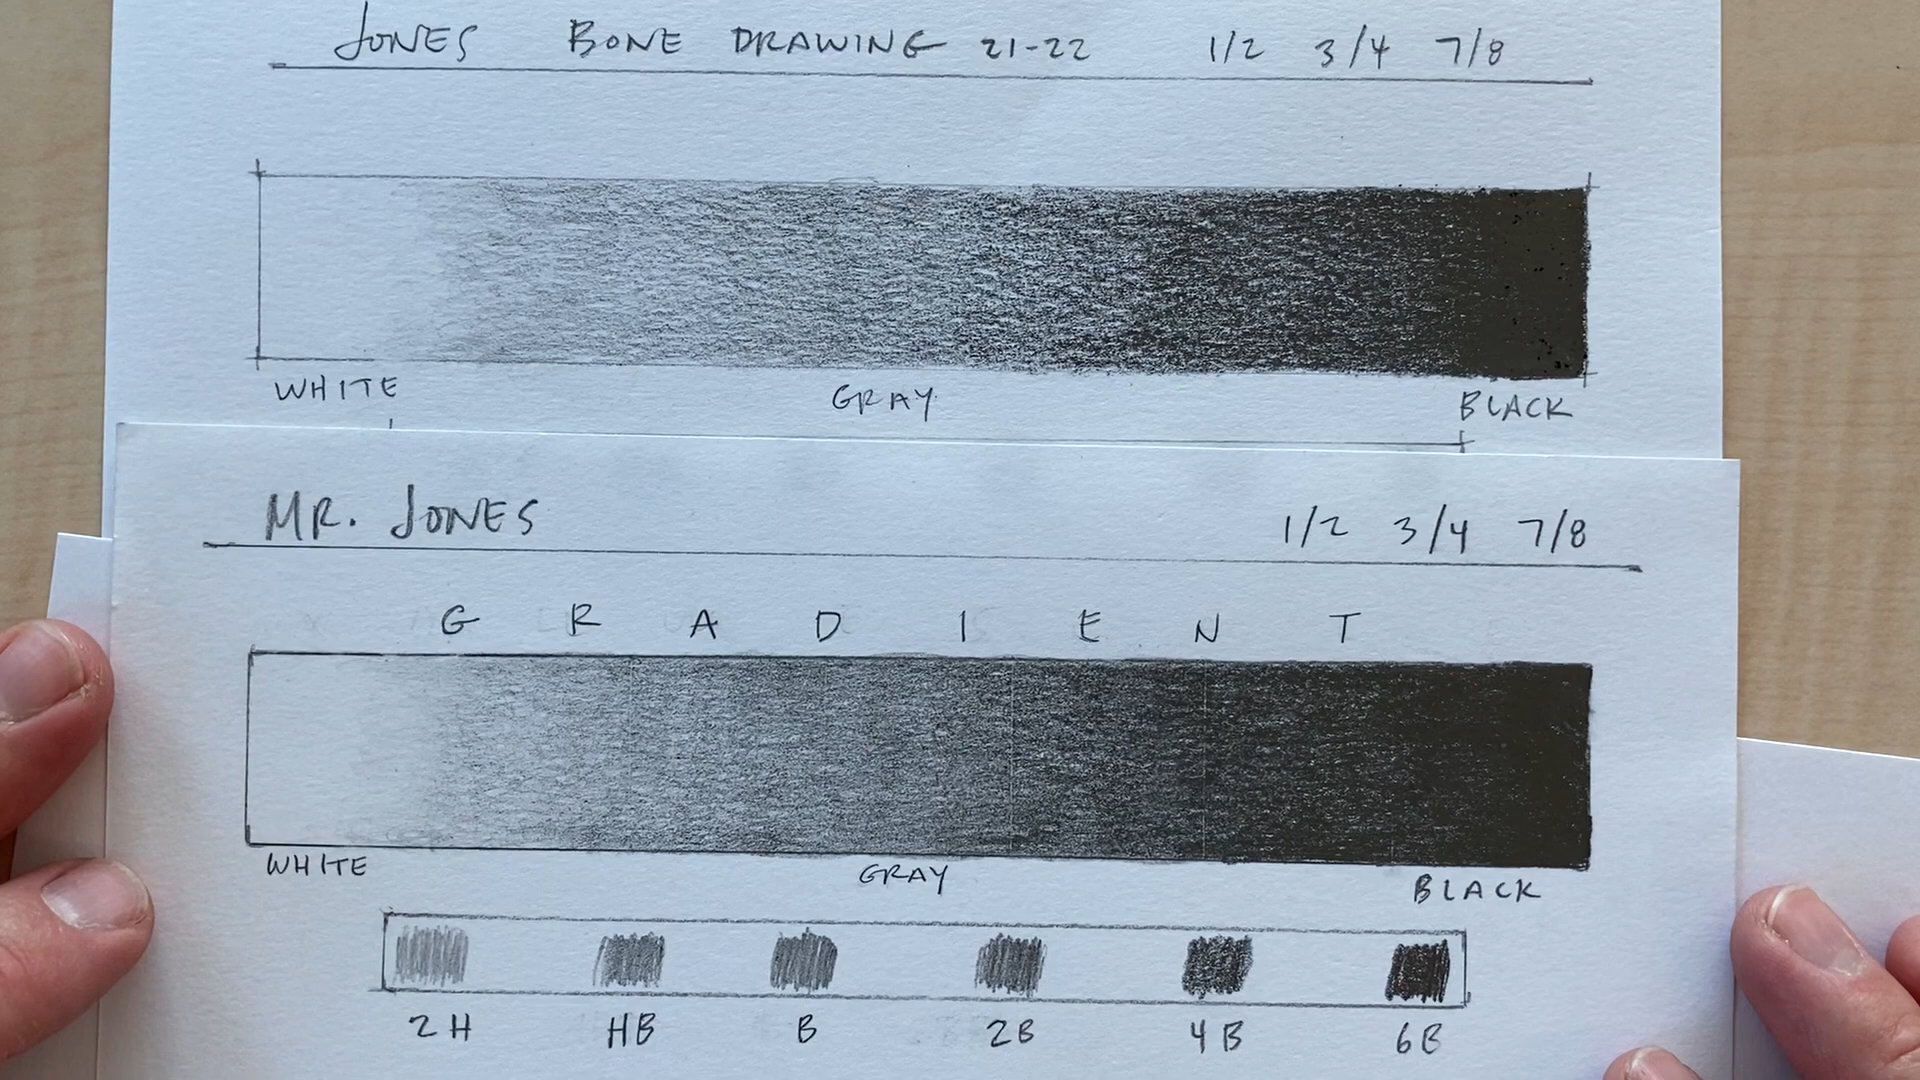 JONES BONE DRAWING 21-22 1/2 3/4 7/8
WHITE GRAY BLACK
MR. JONES 1/2 3/4 7/8
G R A D I E N T
WHITE GRAY BLACK
2H HB B 2B 4B 6B